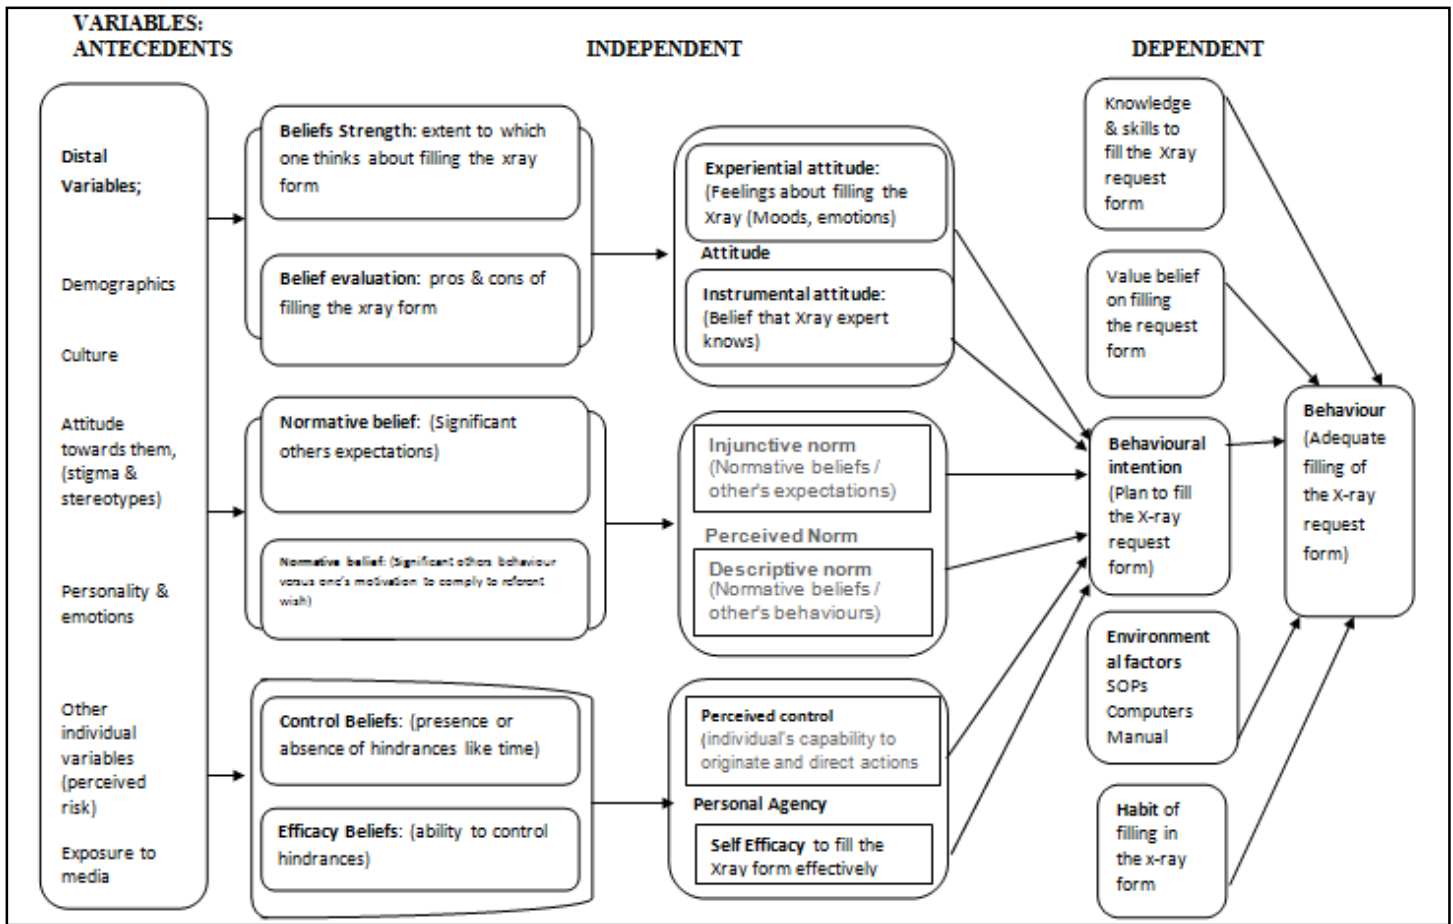 VARIABLES:
ANTECEDENTS
INDEPENDENT
DEPENDENT
Distal
Variables;
Demographics
Culture
Attitude
towards them,
(stigma &
stereotypes)
Personality &
emotions
Other
individual
variables
(perceived
risk)
Exposure to
media
Beliefs Strength: extent to which
one thinks about filling the xray
form
Belief evaluation: pros & cons of
filling the xray form
Normative belief: (Significant
others expectations)
Normative belief: (Significant others behaviour
versus one's motivation to comply to referent
wish)
Control Beliefs: (presence or
absence of hindrances like time)
Efficacy Beliefs: (ability to control
hindrances)
Experiential attitude:
(Feelings about filling the
Xray (Moods, emotions)
Attitude
Instrumental attitude:
(Belief that Xray expert
knows)
Injunctive norm
(Normative beliefs /
other's expectations)
Perceived Norm
Descriptive norm
(Normative beliefs /
other's behaviours)
Perceived control
(individual's capability to
originate and direct actions
Personal Agency
Self Efficacy to fill the
Xray form effectively
Knowledge
& skills to
fill the Xray
request
form
Value belief
on filling
the request
form
Behavioural
intention
(Plan to fill
the X-ray
request
form)
Environment
al factors
SOPs
Computers
Manual
Habit of
filling in
the x-ray
form
Behaviour
(Adequate
filling of
the X-ray
request
form)